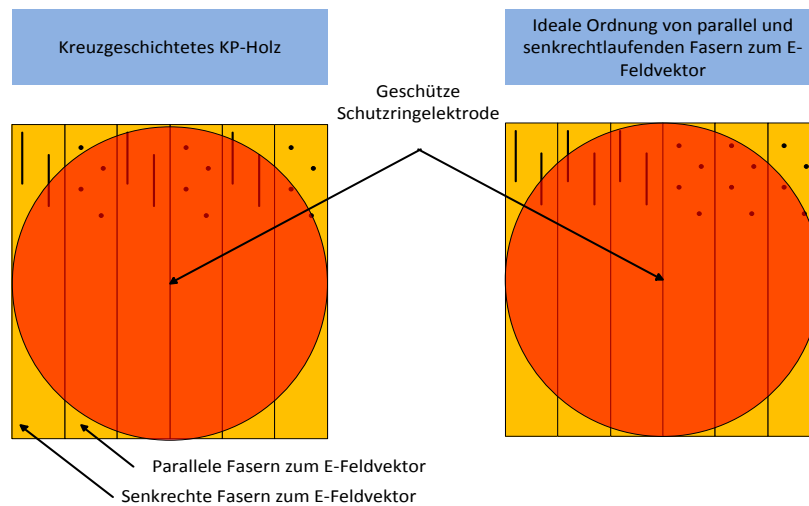 Kreuzgeschichtetes KP-Holz
Ideale Ordnung von parallel und
senkrechtlaufenden Fasern zum E-
Feldvektor
Geschütze
Schutzringelektrode
Parallele Fasern zum E-Feldvektor
Senkrechte Fasern zum E-Feldvektor